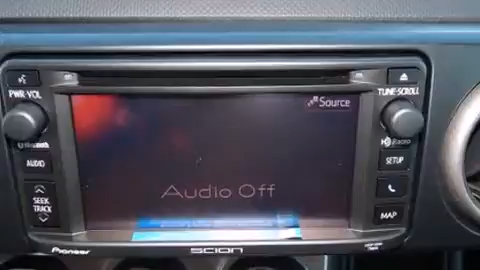 PWR•VOL
TUNE•SCROLL
Source
Bluetooth
HD Radio
AUDIO
SETUP
Audio Off
SEEK
TRACK
MAP
Pioneer
SCION